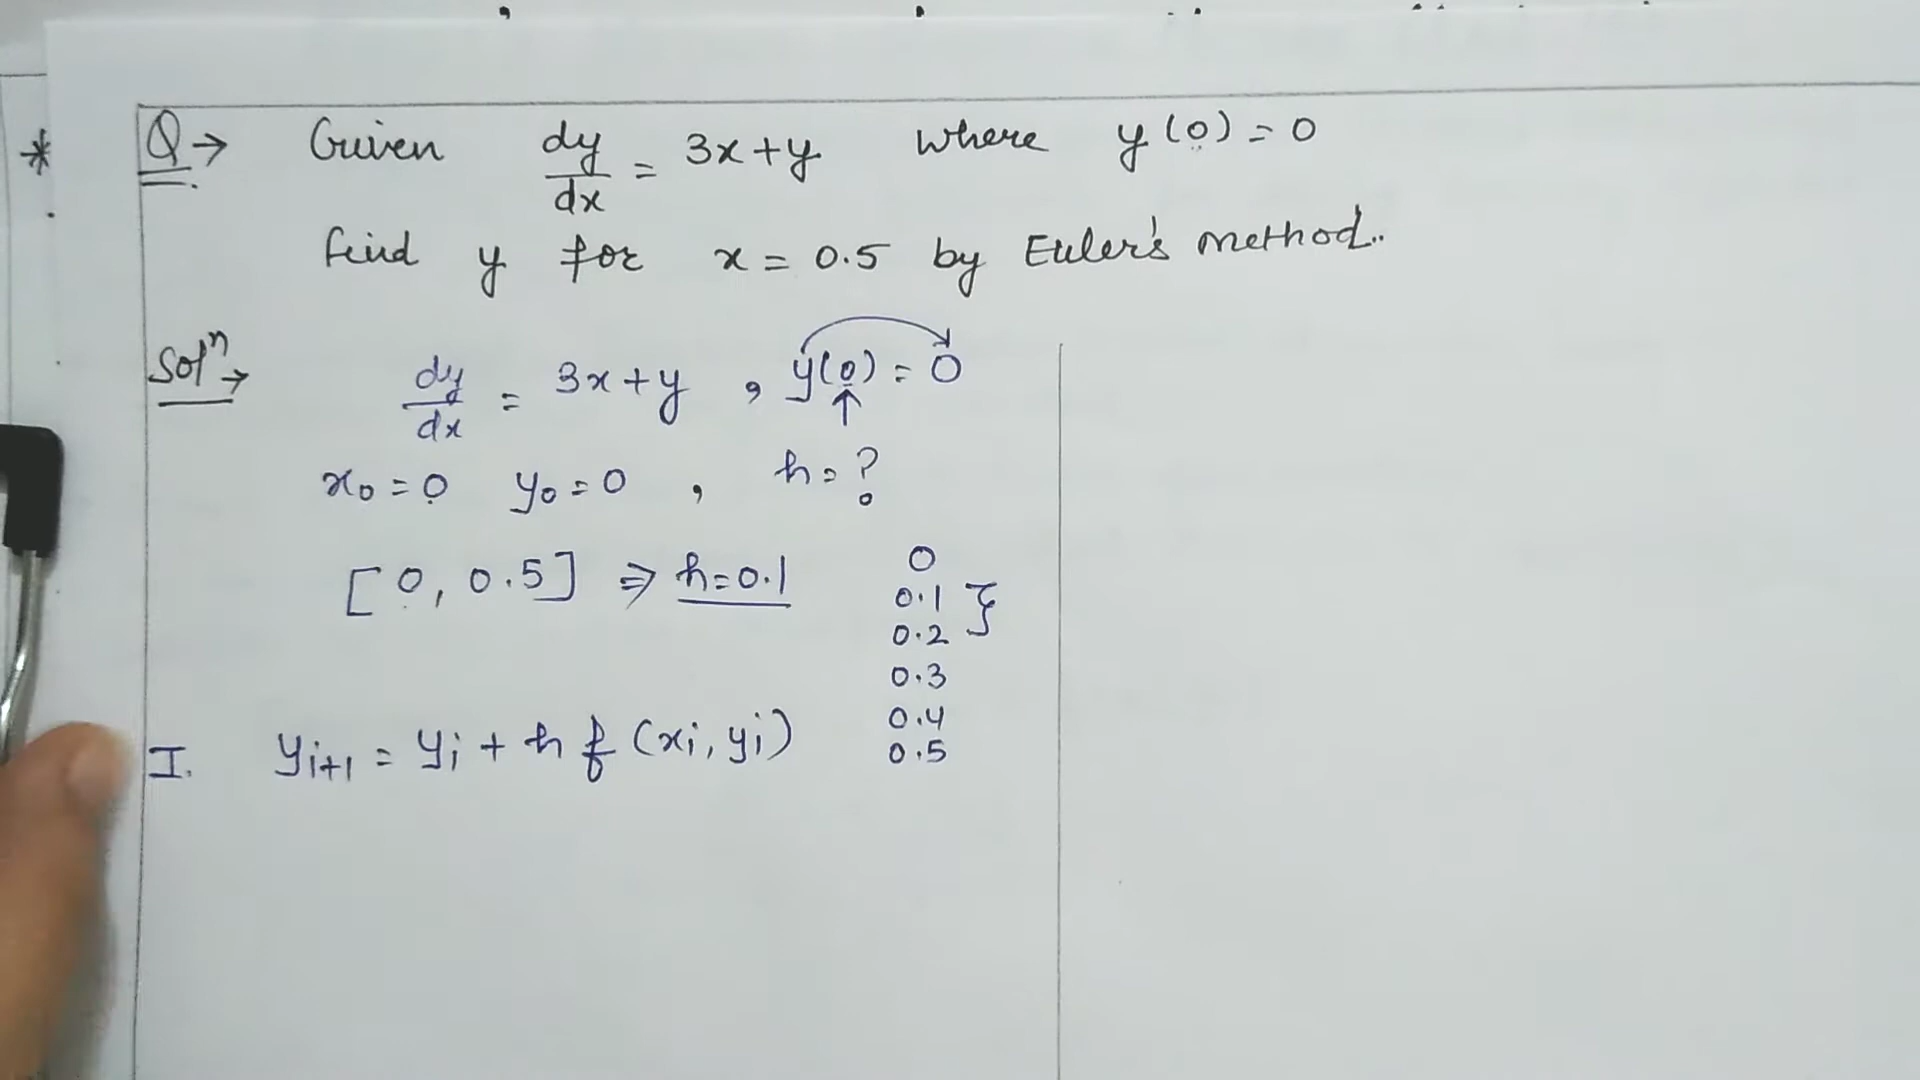 * Q→ Given dy/dx = 3x+y where y(0)=0
find y for x = 0.5 by Euler's method..
Solⁿ→ dy/dx = 3x+y , y(0) = 0
↑
x₀=0 y₀=0 , h=?
[0, 0.5] ⇒ h=0.1
0
0.1 }
0.2
0.3
0.4
0.5
I. yᵢ₊₁ = yᵢ + h f (xᵢ, yᵢ)